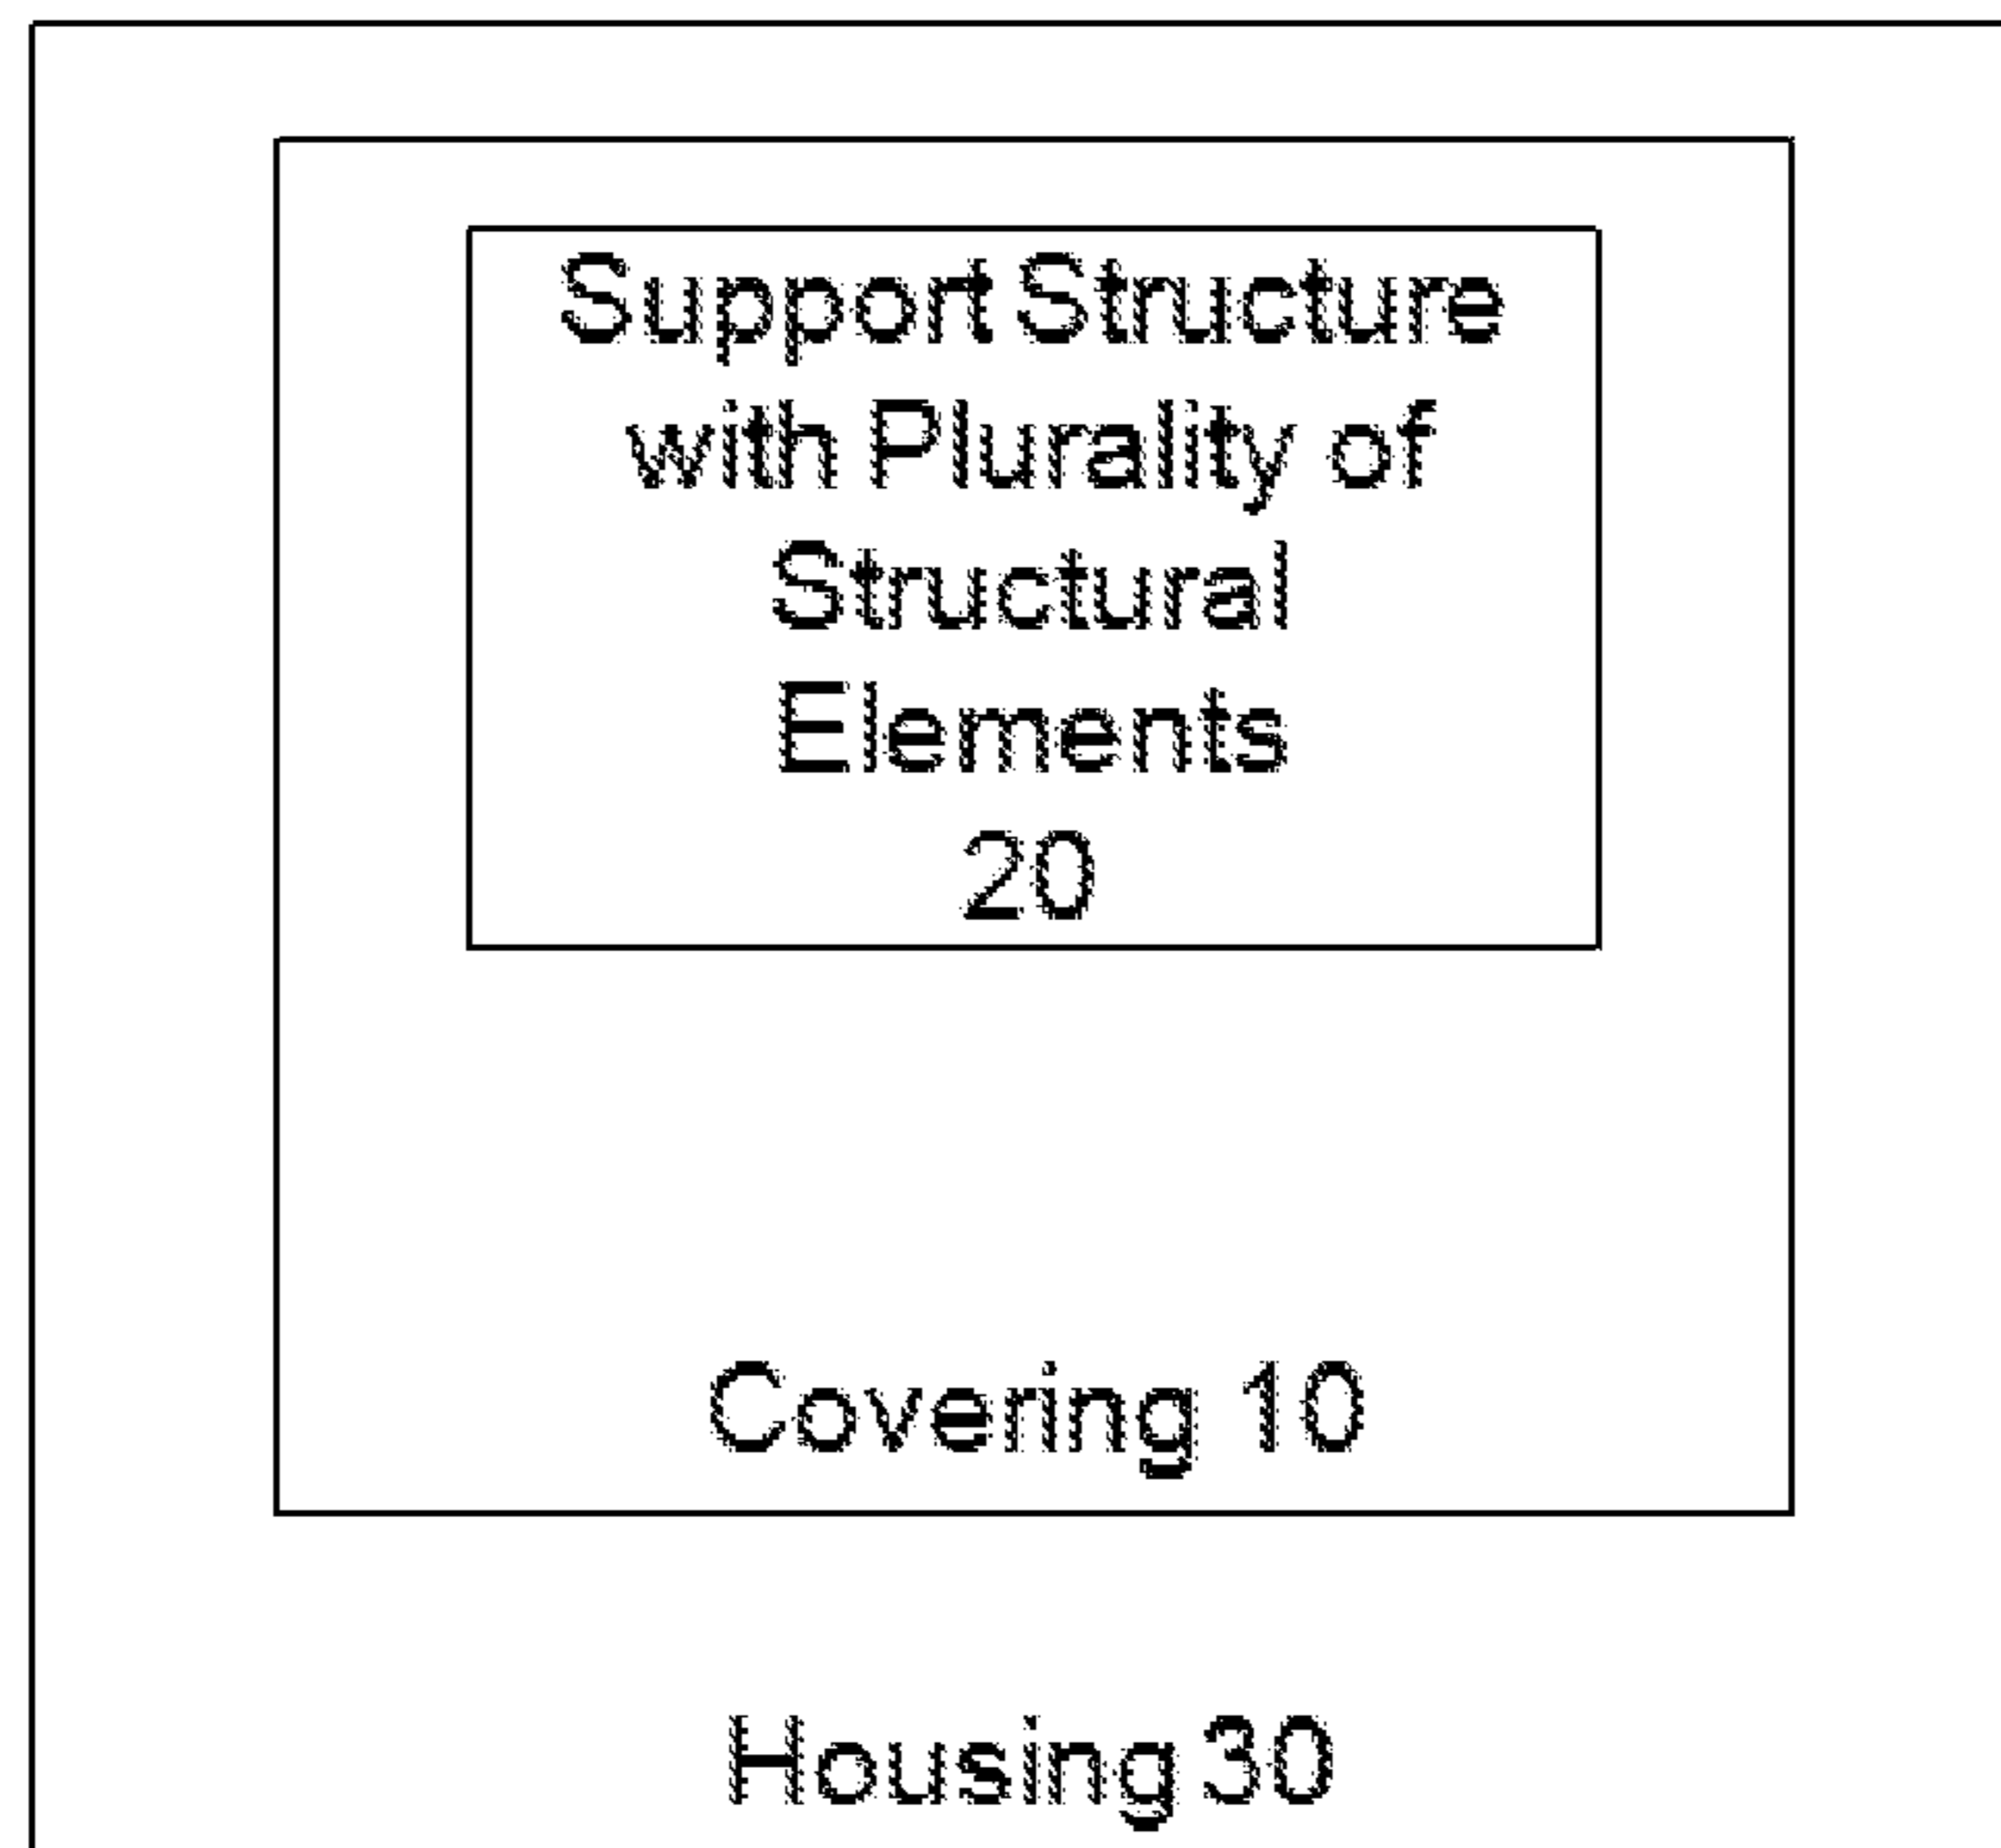 Support Structure
with Plurality of
Structural
Elements
20
Covering 10
Housing 30